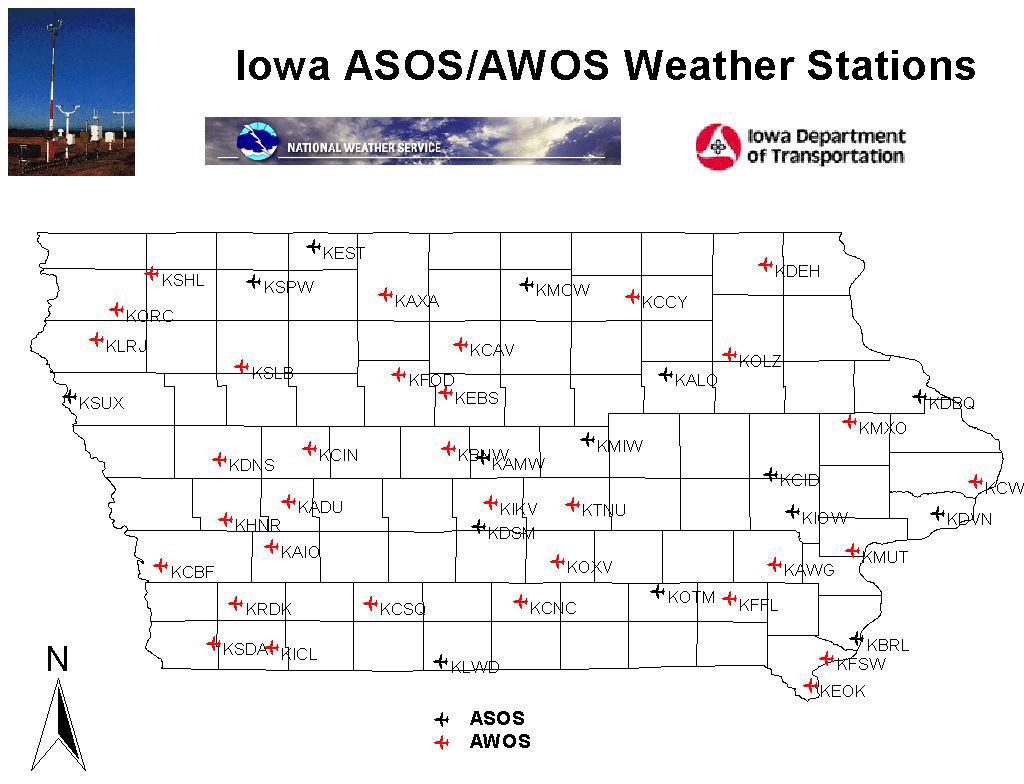 Iowa ASOS/AWOS Weather Stations
NATIONAL WEATHER SERVICE
Iowa Department
of Transportation
KEST
KDEH
KSHL
KSPW
KAXA
KMCW
KCCY
KORC
KLRJ
KCAV
KOLZ
KSLB
KFOD
KALO
KEBS
KSUX
KDBQ
KMXO
KMIW
KCIN
KBNW
KAMW
KDNS
KCID
KCW
KADU
KIKV
KTNU
KIOW
KDVN
KHNR
KDSM
KAIO
KMUT
KCBF
KOXV
KAWG
KRDK
KCSQ
KCNC
KOTM
KFFL
KSDA
KICL
KBRL
KLWD
KFSW
KEOK
N
ASOS
AWOS